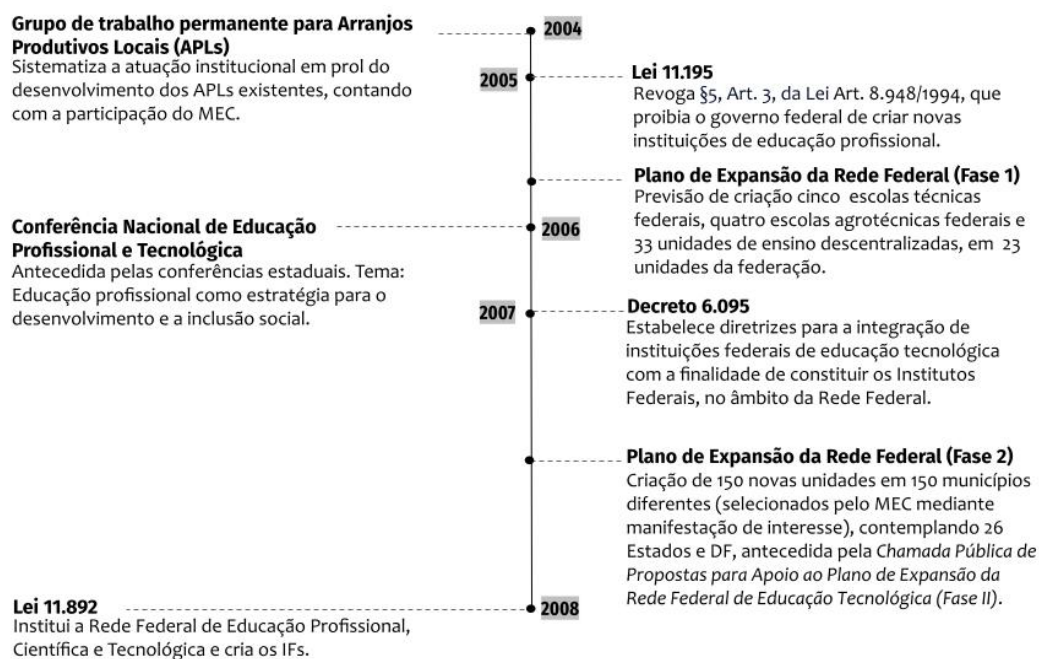 Grupo de trabalho permanente para Arranjos
Produtivos Locais (APLs)
Sistematiza a atuação institucional em prol do
desenvolvimento dos APLs existentes, contando
com a participação do MEC.
2004
2005
Lei 11.195
Revoga §5, Art. 3, da Lei Art. 8.948/1994, que
proibia o governo federal de criar novas
instituições de educação profissional.
Plano de Expansão da Rede Federal (Fase 1)
Previsão de criação cinco escolas técnicas
federais, quatro escolas agrotécnicas federais e
33 unidades de ensino descentralizadas, em 23
unidades da federação.
Conferência Nacional de Educação
Profissional e Tecnológica
Antecedida pelas conferências estaduais. Tema:
Educação profissional como estratégia para o
desenvolvimento e a inclusão social.
2006
2007
Decreto 6.095
Estabelece diretrizes para a integração de
instituições federais de educação tecnológica
com a finalidade de constituir os Institutos
Federais, no âmbito da Rede Federal.
Plano de Expansão da Rede Federal (Fase 2)
Criação de 150 novas unidades em 150 municípios
diferentes (selecionados pelo MEC mediante
manifestação de interesse), contemplando 26
Estados e DF, antecedida pela Chamada Pública de
Propostas para Apoio ao Plano de Expansão da
Rede Federal de Educação Tecnológica (Fase II).
Lei 11.892
Institui a Rede Federal de Educação Profissional,
Científica e Tecnológica e cria os IFs.
2008